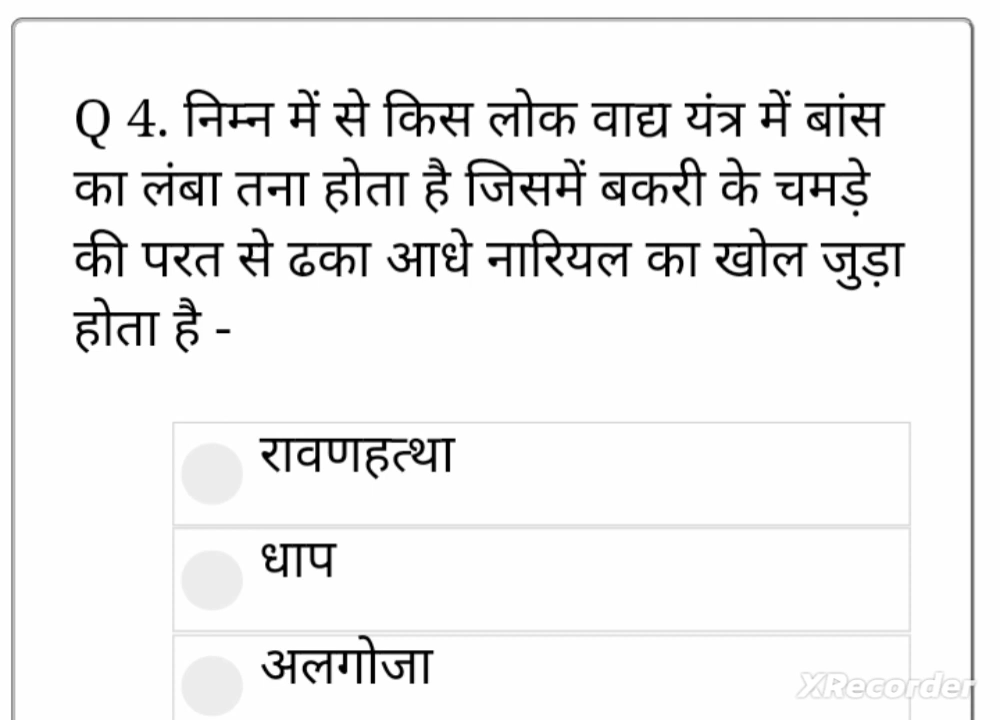 Q 4. निम्न में से किस लोक वाद्य यंत्र में बांस
का लंबा तना होता है जिसमें बकरी के चमड़े
की परत से ढका आधे नारियल का खोल जुड़ा
होता है -
रावणहत्था
धाप
अलगोजा
XRecorder